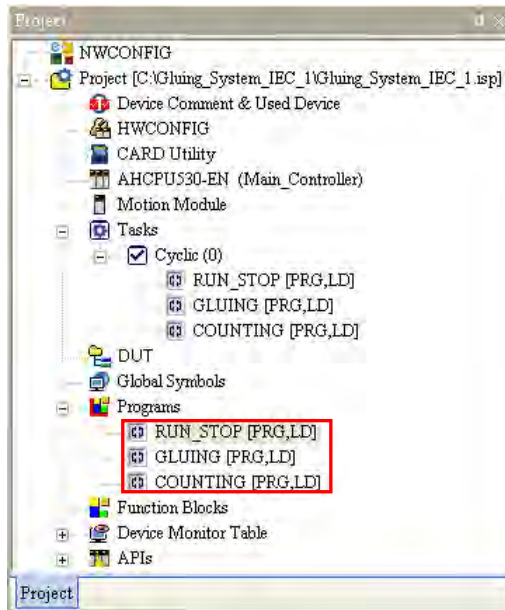 Project
NWCONFIG
Project [C:\Gluing_System_IEC_1\Gluing_System_IEC_1.isp]
Device Comment & Used Device
HWCONFIG
CARD Utility
AHCPU530-EN (Main_Controller)
Motion Module
Tasks
Cyclic (0)
RUN_STOP [PRG,LD]
GLUING [PRG,LD]
COUNTING [PRG,LD]
DUT
Global Symbols
Programs
RUN_STOP [PRG,LD]
GLUING [PRG,LD]
COUNTING [PRG,LD]
Function Blocks
Device Monitor Table
APIs
Project